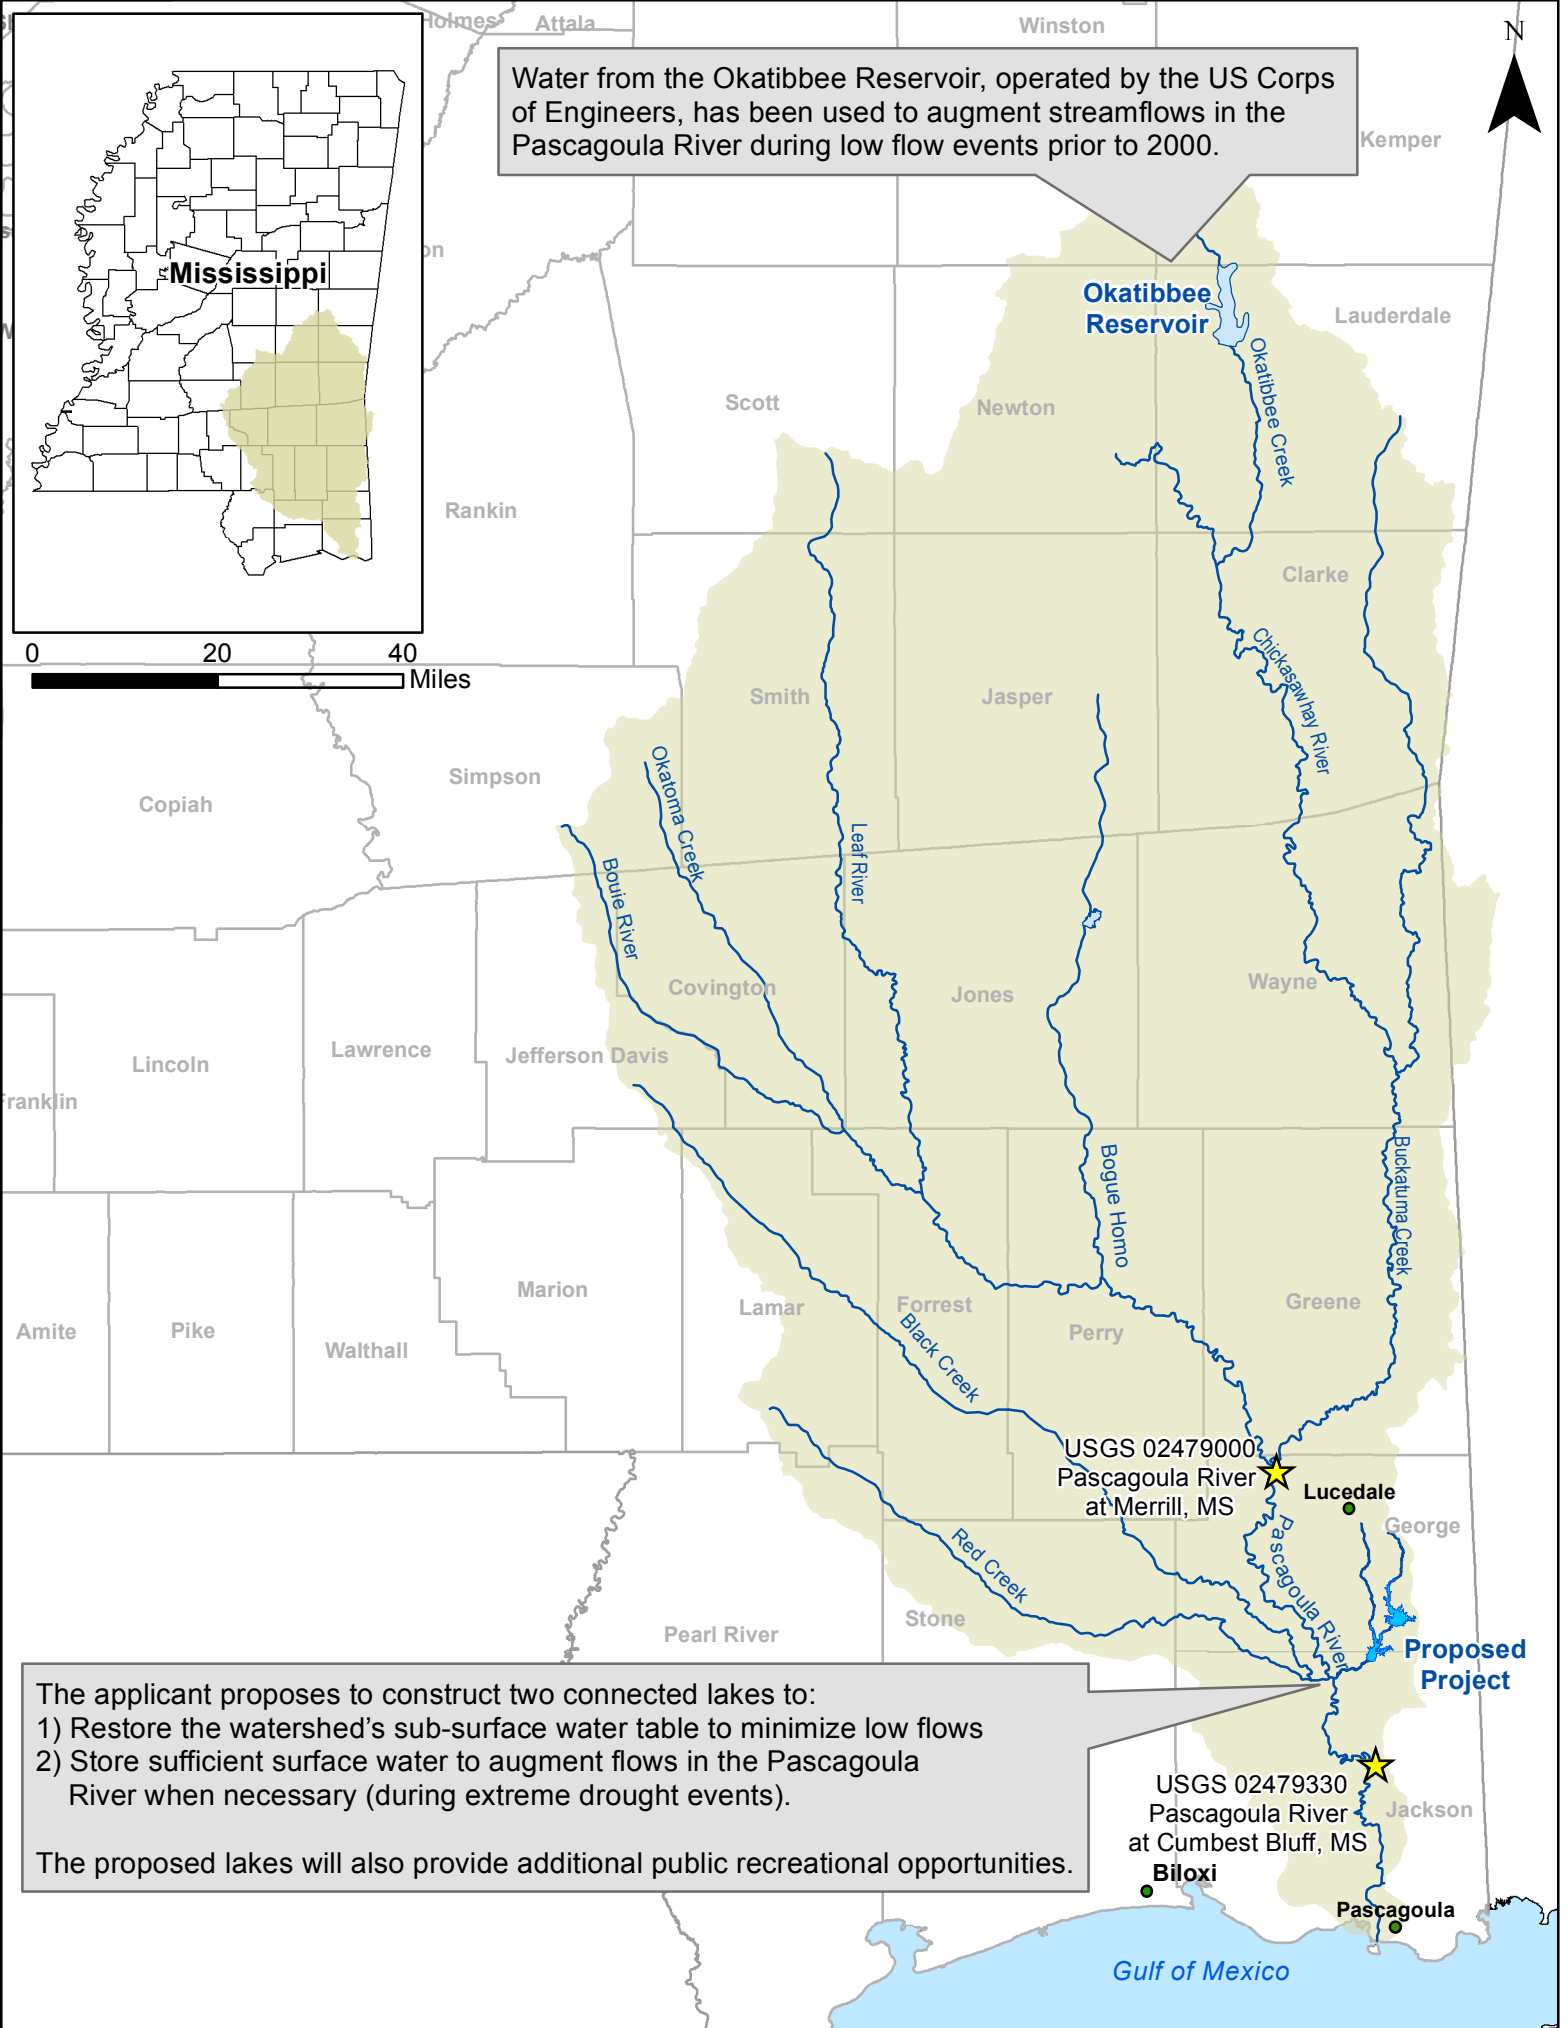 Holmes
Attala
Winston
N
Water from the Okatibbee Reservoir, operated by the US Corps
of Engineers, has been used to augment streamflows in the
Pascagoula River during low flow events prior to 2000.
Kemper
on
Mississippi
Okatibbee
Reservoir
Lauderdale
Okatibbee Creek
Scott
Newton
Rankin
Clarke
0 20 40
Miles
Chickasawhay River
Smith
Jasper
Simpson
Copiah
Okatoma Creek
Leaf River
Bouie River
Covington
Jones
Wayne
Lincoln
Lawrence
Jefferson Davis
Franklin
Bogue Homo
Buckatuma Creek
Marion
Lamar
Forrest
Perry
Greene
Amite
Pike
Walthall
Black Creek
USGS 02479000
Pascagoula River
at Merrill, MS
Lucedale
George
Pascagoula River
Red Creek
Stone
Pearl River
Proposed
Project
The applicant proposes to construct two connected lakes to:
1) Restore the watershed's sub-surface water table to minimize low flows
2) Store sufficient surface water to augment flows in the Pascagoula
River when necessary (during extreme drought events).
The proposed lakes will also provide additional public recreational opportunities.
USGS 02479330
Pascagoula River
at Cumbest Bluff, MS
Jackson
Biloxi
Pascagoula
Gulf of Mexico